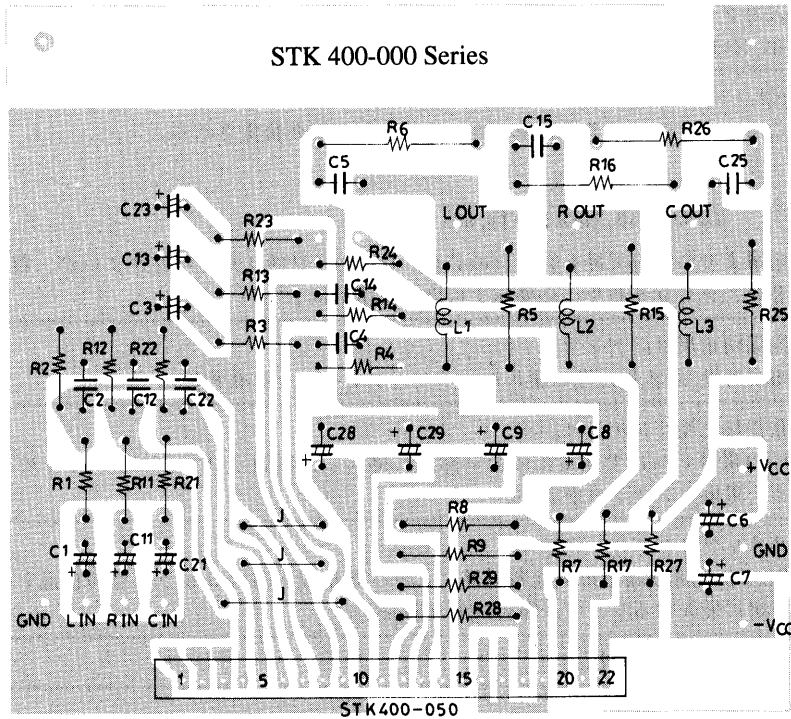 STK 400-000 Series
R6
C15
R26
C5
R16
C25
L OUT
R OUT
C OUT
+
C23
R23
R24
+
C13
R13
C14
R14
+
C3
R3
C4
R4
L1
R5
L2
R15
L3
R25
R2
R12
R22
C2
C12
C22
C28
+
+
C29
+
C9
C8
+
R1
R11
R21
+VCC
J
R8
+
C6
C1
+
C11
+
C21
+
J
R9
R7
R17
R27
GND
+
C7
J
R29
R28
GND
L IN
R IN
C IN
-VCC
1 5 10 15 20 22
STK400-050